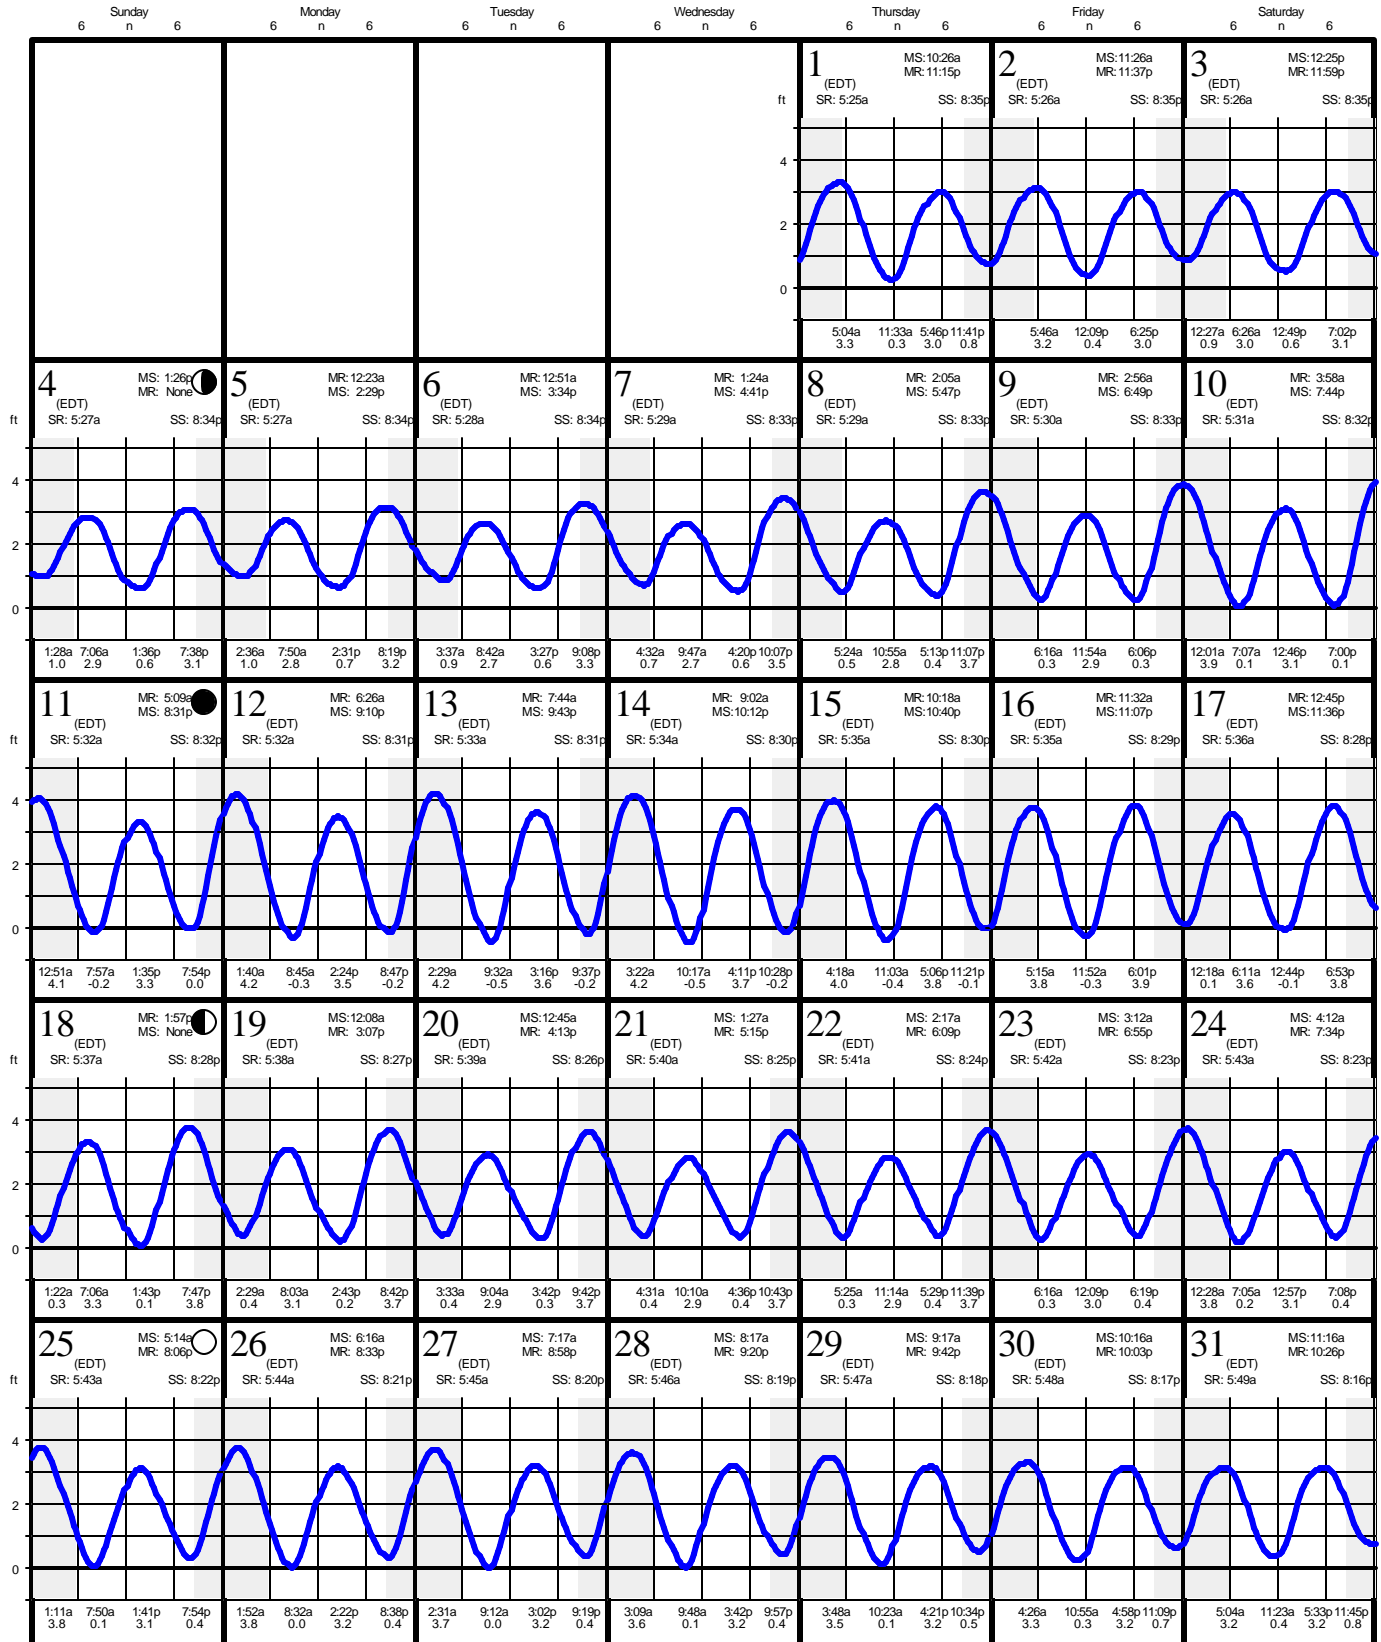 Sunday Monday Tuesday Wednesday Thursday Friday Saturday
6 n 6 6 n 6 6 n 6 6 n 6 6 n 6 6 n 6 6 n 6
1 (EDT) MS:10:26a MR:11:15p SR: 5:25a SS: 8:35p
2 (EDT) MS:11:26a MR:11:37p SR: 5:26a SS: 8:35p
3 (EDT) MS:12:25p MR:11:59p SR: 5:26a SS: 8:35p
ft
4
2
0
5:04a 11:33a 5:46p 11:41p 5:46a 12:09p 6:25p 12:27a 6:26a 12:49p 7:02p
3.3 0.3 3.0 0.8 3.2 0.4 3.0 0.9 3.0 0.6 3.1
4 (EDT) MS: 1:26p MR: None SR: 5:27a SS: 8:34p
5 (EDT) MR:12:23a MS: 2:29p SR: 5:27a SS: 8:34p
6 (EDT) MR:12:51a MS: 3:34p SR: 5:28a SS: 8:34p
7 (EDT) MR: 1:24a MS: 4:41p SR: 5:29a SS: 8:33p
8 (EDT) MR: 2:05a MS: 5:47p SR: 5:29a SS: 8:33p
9 (EDT) MR: 2:56a MS: 6:49p SR: 5:30a SS: 8:33p
10 (EDT) MR: 3:58a MS: 7:44p SR: 5:31a SS: 8:32p
ft
4
2
0
1:28a 7:06a 1:36p 7:38p 2:36a 7:50a 2:31p 8:19p 3:37a 8:42a 3:27p 9:08p 4:32a 9:47a 4:20p 10:07p 5:24a 10:55a 5:13p 11:07p 6:16a 11:54a 6:06p 12:01a 7:07a 12:46p 7:00p
1.0 2.9 0.6 3.1 1.0 2.8 0.7 3.2 0.9 2.7 0.6 3.3 0.7 2.7 0.6 3.5 0.5 2.8 0.4 3.7 0.3 2.9 0.3 3.9 0.1 3.1 0.1
11 (EDT) MR: 5:09a MS: 8:31p SR: 5:32a SS: 8:32p
12 (EDT) MR: 6:26a MS: 9:10p SR: 5:32a SS: 8:31p
13 (EDT) MR: 7:44a MS: 9:43p SR: 5:33a SS: 8:31p
14 (EDT) MR: 9:02a MS:10:12p SR: 5:34a SS: 8:30p
15 (EDT) MR:10:18a MS:10:40p SR: 5:35a SS: 8:30p
16 (EDT) MR:11:32a MS:11:07p SR: 5:35a SS: 8:29p
17 (EDT) MR:12:45p MS:11:36p SR: 5:36a SS: 8:28p
ft
4
2
0
12:51a 7:57a 1:35p 7:54p 1:40a 8:45a 2:24p 8:47p 2:29a 9:32a 3:16p 9:37p 3:22a 10:17a 4:11p 10:28p 4:18a 11:03a 5:06p 11:21p 5:15a 11:52a 6:01p 12:18a 6:11a 12:44p 6:53p
4.1 -0.2 3.3 0.0 4.2 -0.3 3.5 -0.2 4.2 -0.5 3.6 -0.2 4.2 -0.5 3.7 -0.2 4.0 -0.4 3.8 -0.1 3.8 -0.3 3.9 0.1 3.6 -0.1 3.8
18 (EDT) MR: 1:57p MS: None SR: 5:37a SS: 8:28p
19 (EDT) MS:12:08a MR: 3:07p SR: 5:38a SS: 8:27p
20 (EDT) MS:12:45a MR: 4:13p SR: 5:39a SS: 8:26p
21 (EDT) MS: 1:27a MR: 5:15p SR: 5:40a SS: 8:25p
22 (EDT) MS: 2:17a MR: 6:09p SR: 5:41a SS: 8:24p
23 (EDT) MS: 3:12a MR: 6:55p SR: 5:42a SS: 8:23p
24 (EDT) MS: 4:12a MR: 7:34p SR: 5:43a SS: 8:23p
ft
4
2
0
1:22a 7:06a 1:43p 7:47p 2:29a 8:03a 2:43p 8:42p 3:33a 9:04a 3:42p 9:42p 4:31a 10:10a 4:36p 10:43p 5:25a 11:14a 5:29p 11:39p 6:16a 12:09p 6:19p 12:28a 7:05a 12:57p 7:08p
0.3 3.3 0.1 3.8 0.4 3.1 0.2 3.7 0.4 2.9 0.3 3.7 0.4 2.9 0.4 3.7 0.3 2.9 0.4 3.7 0.3 3.0 0.4 3.8 0.2 3.1 0.4
25 (EDT) MS: 5:14a MR: 8:06p SR: 5:43a SS: 8:22p
26 (EDT) MS: 6:16a MR: 8:33p SR: 5:44a SS: 8:21p
27 (EDT) MS: 7:17a MR: 8:58p SR: 5:45a SS: 8:20p
28 (EDT) MS: 8:17a MR: 9:20p SR: 5:46a SS: 8:19p
29 (EDT) MS: 9:17a MR: 9:42p SR: 5:47a SS: 8:18p
30 (EDT) MS:10:16a MR:10:03p SR: 5:48a SS: 8:17p
31 (EDT) MS:11:16a MR:10:26p SR: 5:49a SS: 8:16p
ft
4
2
0
1:11a 7:50a 1:41p 7:54p 1:52a 8:32a 2:22p 8:38p 2:31a 9:12a 3:02p 9:19p 3:09a 9:48a 3:42p 9:57p 3:48a 10:23a 4:21p 10:34p 4:26a 10:55a 4:58p 11:09p 5:04a 11:23a 5:33p 11:45p
3.8 0.1 3.1 0.4 3.8 0.0 3.2 0.4 3.7 0.0 3.2 0.4 3.6 0.1 3.2 0.4 3.5 0.1 3.2 0.5 3.3 0.3 3.2 0.7 3.2 0.4 3.2 0.8